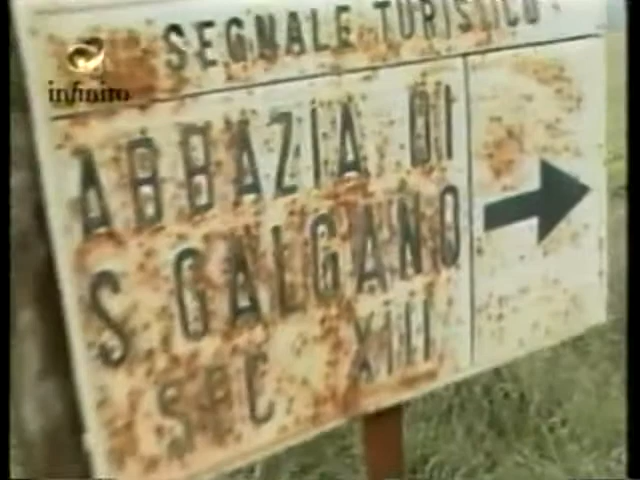 SEGNALE TURISTICO
infinito
ABBAZIA DI
S GALGANO
SEC XIII